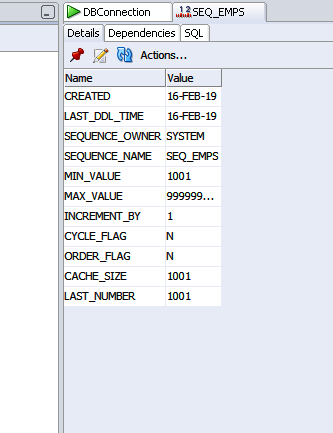 DBConnection SEQ_EMPS
Details Dependencies SQL
Actions...
Name Value
CREATED 16-FEB-19
LAST_DDL_TIME 16-FEB-19
SEQUENCE_OWNER SYSTEM
SEQUENCE_NAME SEQ_EMPS
MIN_VALUE 1001
MAX_VALUE 999999...
INCREMENT_BY 1
CYCLE_FLAG N
ORDER_FLAG N
CACHE_SIZE 1001
LAST_NUMBER 1001